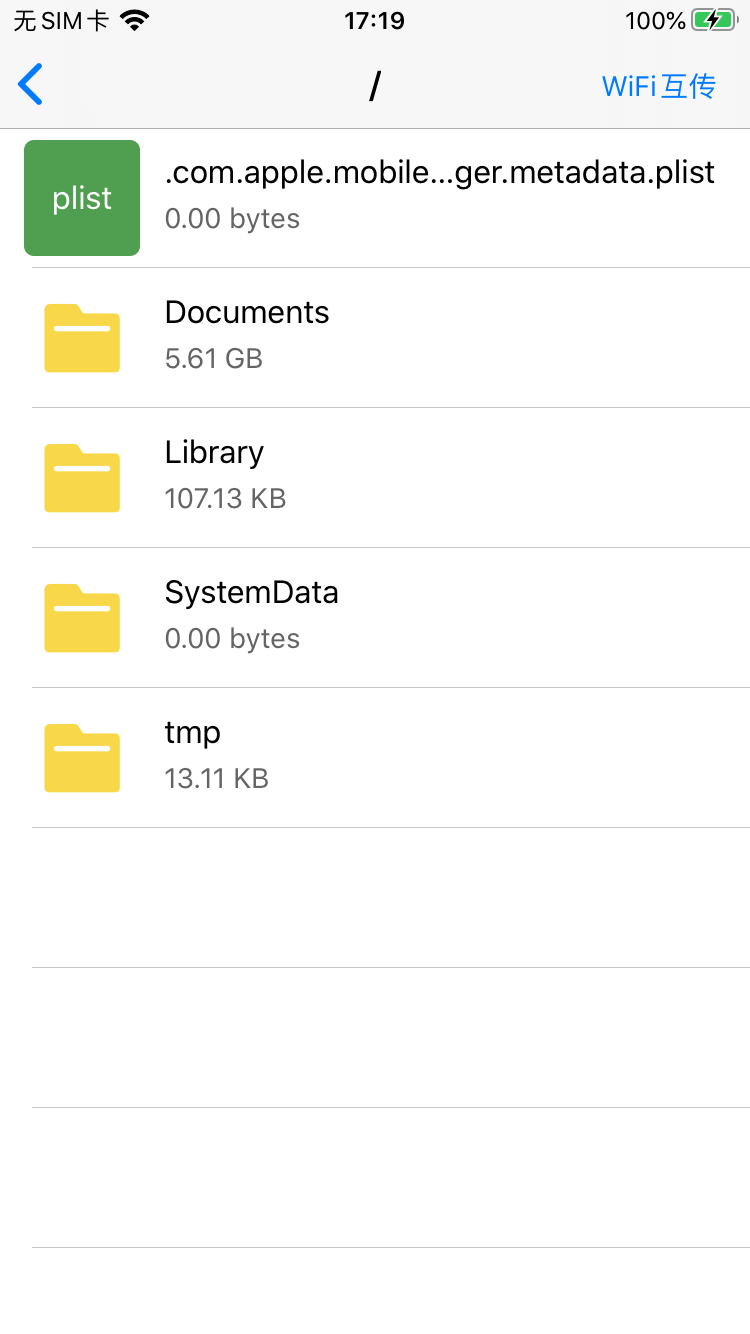 无SIM卡 17:19 100%
/ WiFi互传
plist
.com.apple.mobile...ger.metadata.plist
0.00 bytes
Documents
5.61 GB
Library
107.13 KB
SystemData
0.00 bytes
tmp
13.11 KB